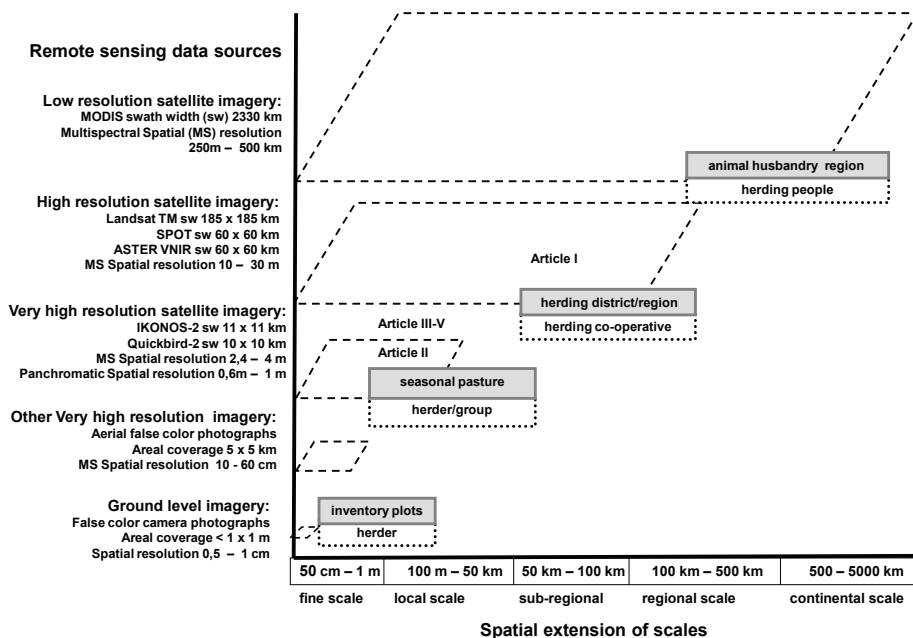 Remote sensing data sources
Low resolution satellite imagery:
MODIS swath width (sw) 2330 km
Multispectral Spatial (MS) resolution
250m – 500 km
animal husbandry region
herding people
High resolution satellite imagery:
Landsat TM sw 185 x 185 km
SPOT sw 60 x 60 km
ASTER VNIR sw 60 x 60 km
MS Spatial resolution 10 – 30 m
Article I
herding district/region
herding co-operative
Very high resolution satellite imagery:
IKONOS-2 sw 11 x 11 km
Quickbird-2 sw 10 x 10 km
MS Spatial resolution 2,4 – 4 m
Panchromatic Spatial resolution 0,6m – 1 m
Article III-V
Article II
seasonal pasture
herder/group
Other Very high resolution imagery:
Aerial false color photographs
Areal coverage 5 x 5 km
MS Spatial resolution 10 - 60 cm
Ground level imagery:
False color camera photographs
Areal coverage < 1 x 1 m
Spatial resolution 0,5 – 1 cm
inventory plots
herder
50 cm – 1 m 100 m – 50 km 50 km – 100 km 100 km – 500 km 500 – 5000 km
fine scale local scale sub-regional regional scale continental scale
Spatial extension of scales